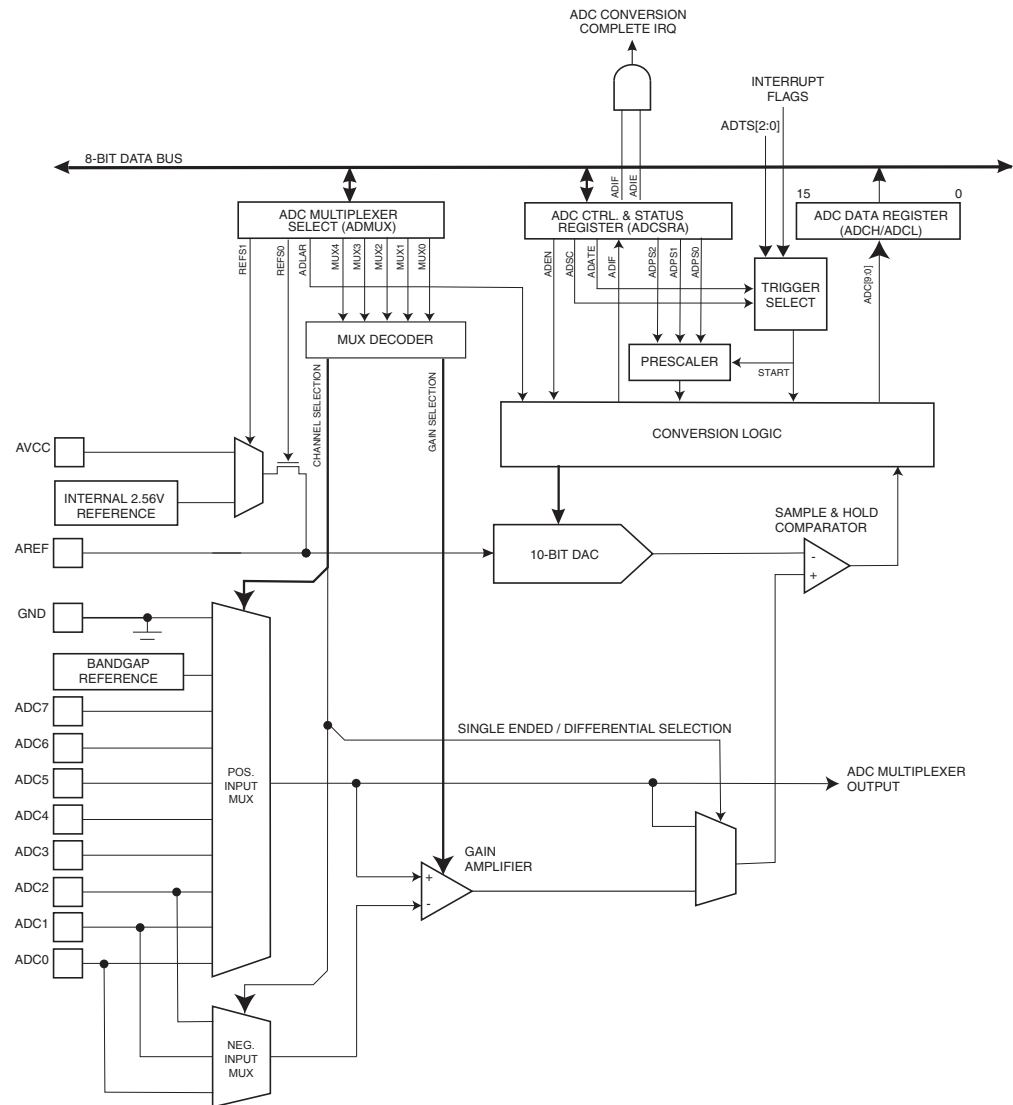 ADC CONVERSION
COMPLETE IRQ
INTERRUPT
FLAGS
ADTS[2:0]
8-BIT DATA BUS
ADIF
ADIE
15
0
ADC MULTIPLEXER
SELECT (ADMUX)
ADC CTRL. & STATUS
REGISTER (ADCSRA)
ADC DATA REGISTER
(ADCH/ADCL)
REFS1
REFS0
ADLAR
MUX4
MUX3
MUX2
MUX1
MUX0
ADEN
ADSC
ADATE
ADIF
ADPS2
ADPS1
ADPS0
ADC[9:0]
TRIGGER
SELECT
MUX DECODER
PRESCALER
START
CHANNEL SELECTION
GAIN SELECTION
CONVERSION LOGIC
AVCC
INTERNAL 2.56V
REFERENCE
SAMPLE & HOLD
COMPARATOR
AREF
10-BIT DAC
-
+
GND
BANDGAP
REFERENCE
ADC7
SINGLE ENDED / DIFFERENTIAL SELECTION
ADC6
ADC5
POS.
INPUT
MUX
ADC MULTIPLEXER
OUTPUT
ADC4
ADC3
GAIN
AMPLIFIER
+
-
ADC2
ADC1
ADC0
NEG.
INPUT
MUX